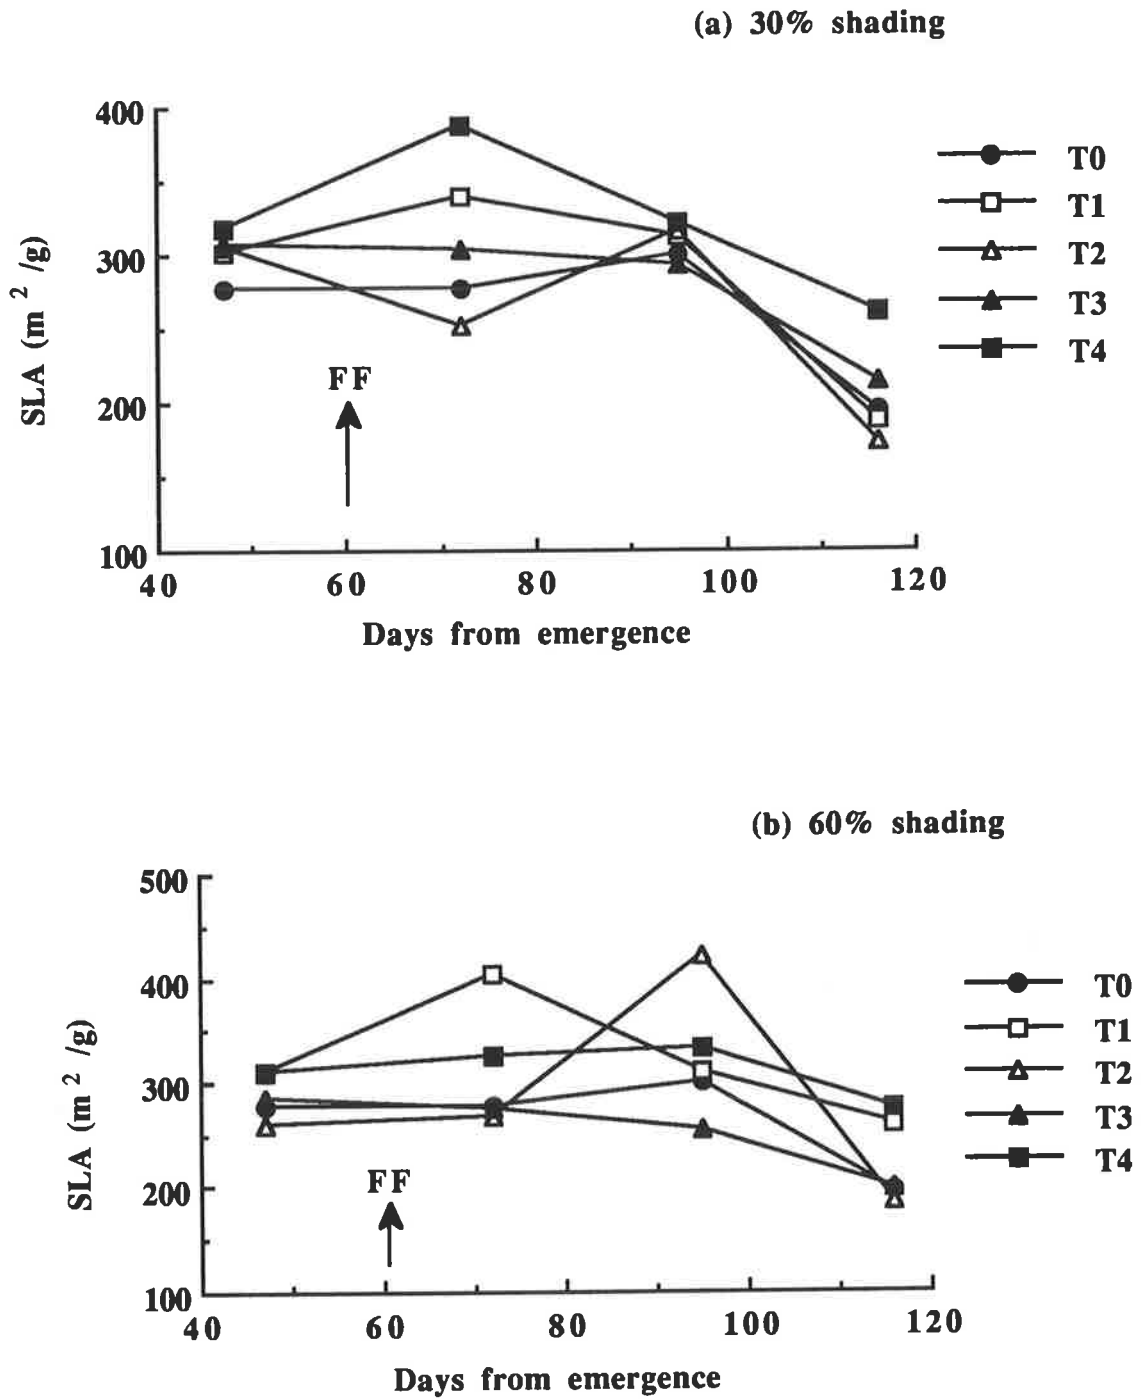 (a) 30% shading
400
300
200
100
SLA (m 2 /g)
FF
40 60 80 100 120
Days from emergence
T0
T1
T2
T3
T4
(b) 60% shading
500
400
300
200
100
SLA (m 2 /g)
FF
40 60 80 100 120
Days from emergence
T0
T1
T2
T3
T4